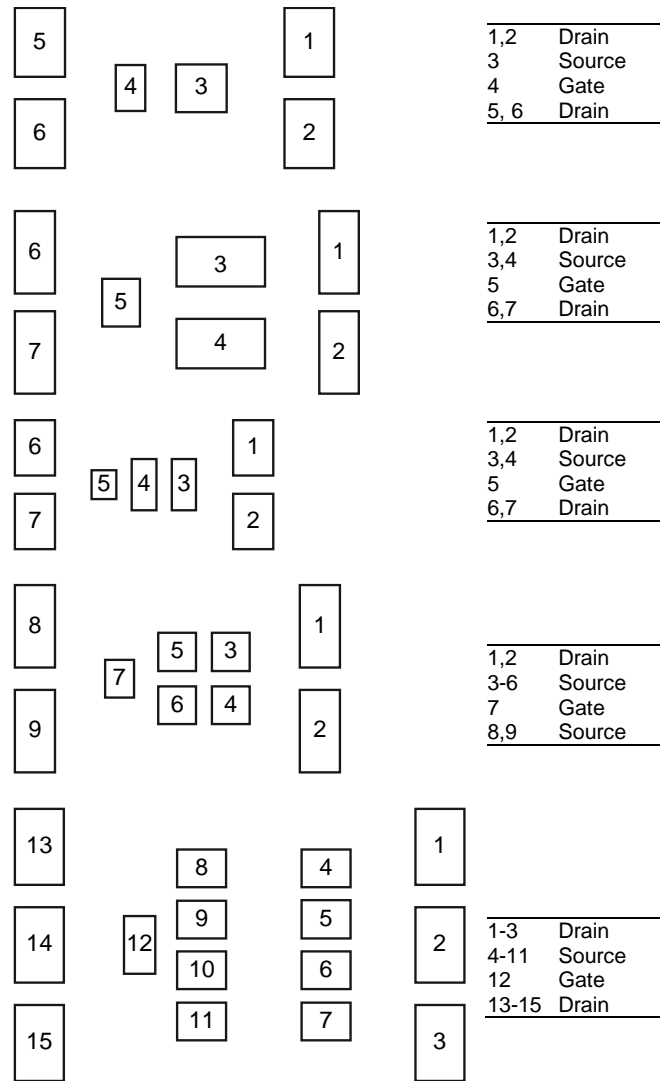 5 1
4 3
6 2
1,2 Drain
3 Source
4 Gate
5, 6 Drain
6 3 1
5
7 4 2
1,2 Drain
3,4 Source
5 Gate
6,7 Drain
6 1
5 4 3
7 2
1,2 Drain
3,4 Source
5 Gate
6,7 Drain
8 1
5 3
7
6 4
9 2
1,2 Drain
3-6 Source
7 Gate
8,9 Source
13 1
8 4
9 5
14 12 2
10 6
11 7
15 3
1-3 Drain
4-11 Source
12 Gate
13-15 Drain